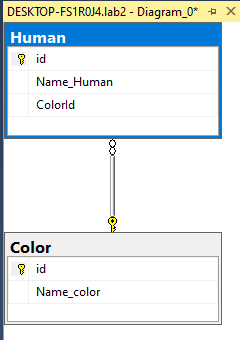 DESKTOP-FS1R0J4.lab2 - Diagram_0*
Human
id
Name_Human
ColorId
Color
id
Name_color